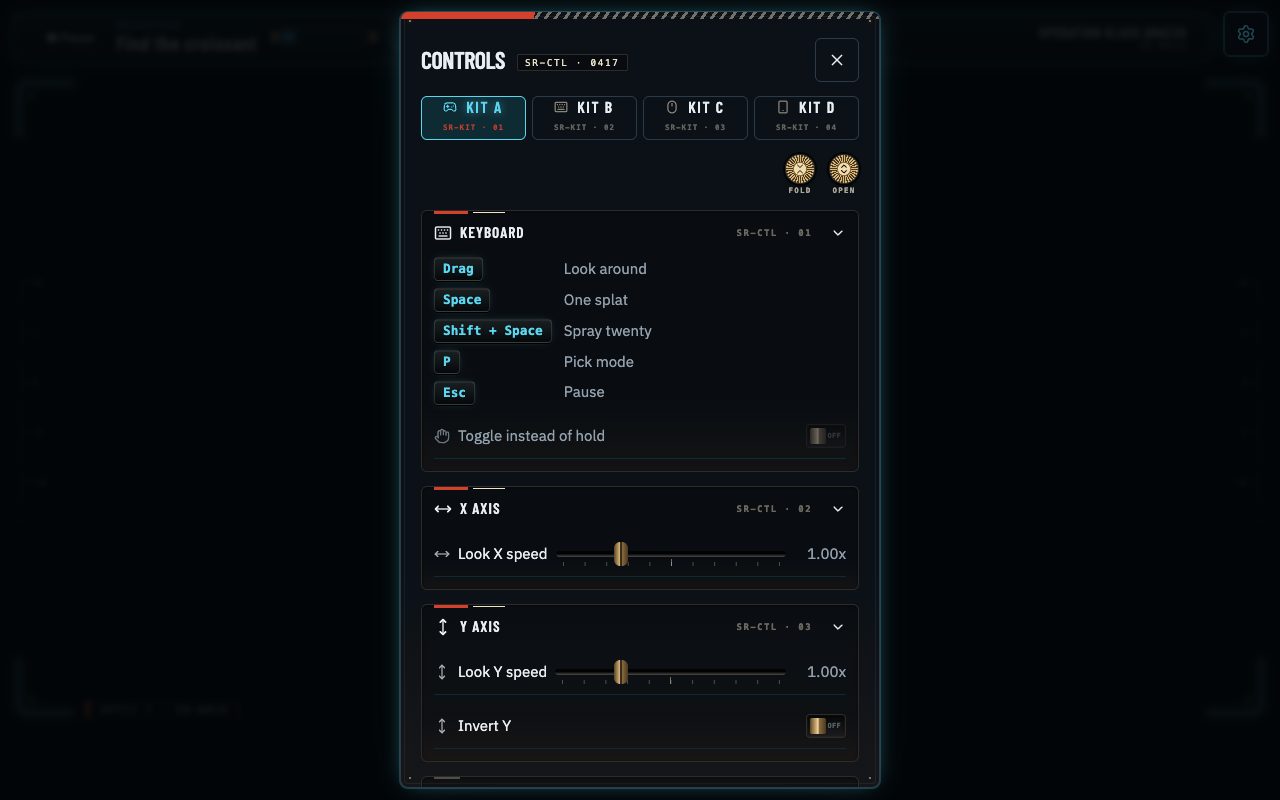 CONTROLS SR-CTL · 0417
KIT A KIT B KIT C KIT D
SR-KIT · 01 SR-KIT · 02 SR-KIT · 03 SR-KIT · 04
FOLD OPEN
KEYBOARD SR-CTL · 01
Drag Look around
Space One splat
Shift + Space Spray twenty
P Pick mode
Esc Pause
Toggle instead of hold OFF
X AXIS SR-CTL · 02
Look X speed 1.00x
Y AXIS SR-CTL · 03
Look Y speed 1.00x
Invert Y OFF